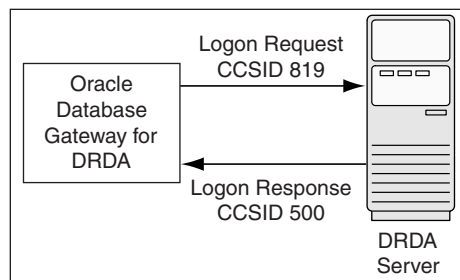 Logon Request
CCSID 819
Oracle
Database
Gateway for
DRDA
Logon Response
CCSID 500
DRDA
Server